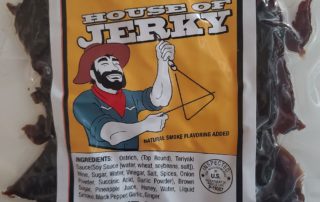 HOUSE OF
JERKY
NATURAL SMOKE FLAVORING ADDED
INGREDIENTS: Ostrich, (Top Round), Teriyaki
Sauce(Soy Sauce (water, wheat, soybeans, salt),
Wine, Sugar, Water, Vinegar, Salt, Spices, Onion
Powder, Succinic Acid, Garlic Powder), Brown
Sugar, Pineapple Juice, Honey, Water, Liquid
Smoke, Black Pepper, Garlic, Ginger
INSPECTED
U.S.